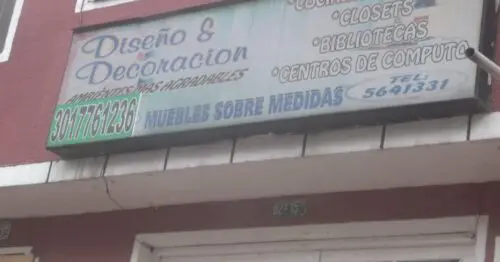 Diseño &
Decoracion
AMBIENTES MAS AGRADABLES
3017761236
MUEBLES SOBRE MEDIDAS
*CLOSETS
*BIBLIOTECAS
*CENTROS DE COMPUTO
TEL:
5641331